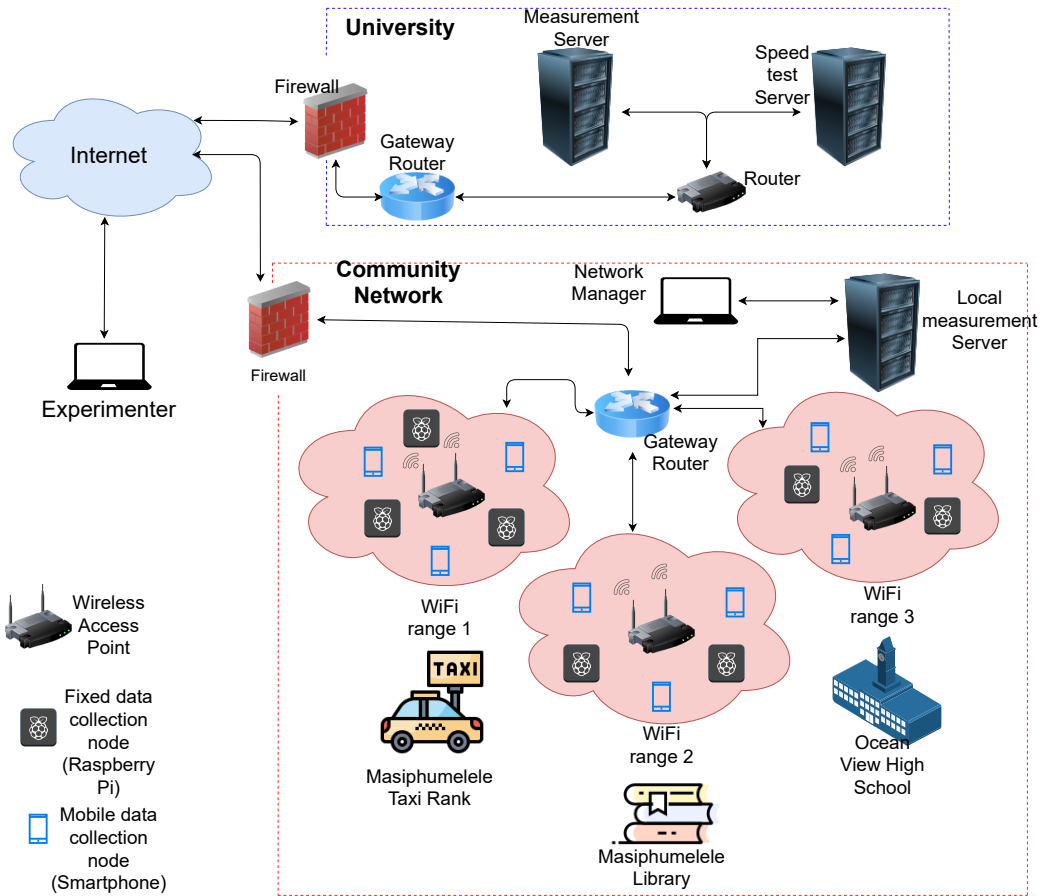 University
Measurement
Server
Speed
test
Server
Firewall
Internet
Gateway
Router
Router
Community
Network
Network
Manager
Local
measurement
Server
Firewall
Experimenter
Gateway
Router
WiFi
range 1
WiFi
range 3
Wireless
Access
Point
TAXI
Fixed data
collection
node
(Raspberry
Pi)
WiFi
range 2
Ocean
View High
School
Masiphumelele
Taxi Rank
Mobile data
collection
node
(Smartphone)
Masiphumelele
Library